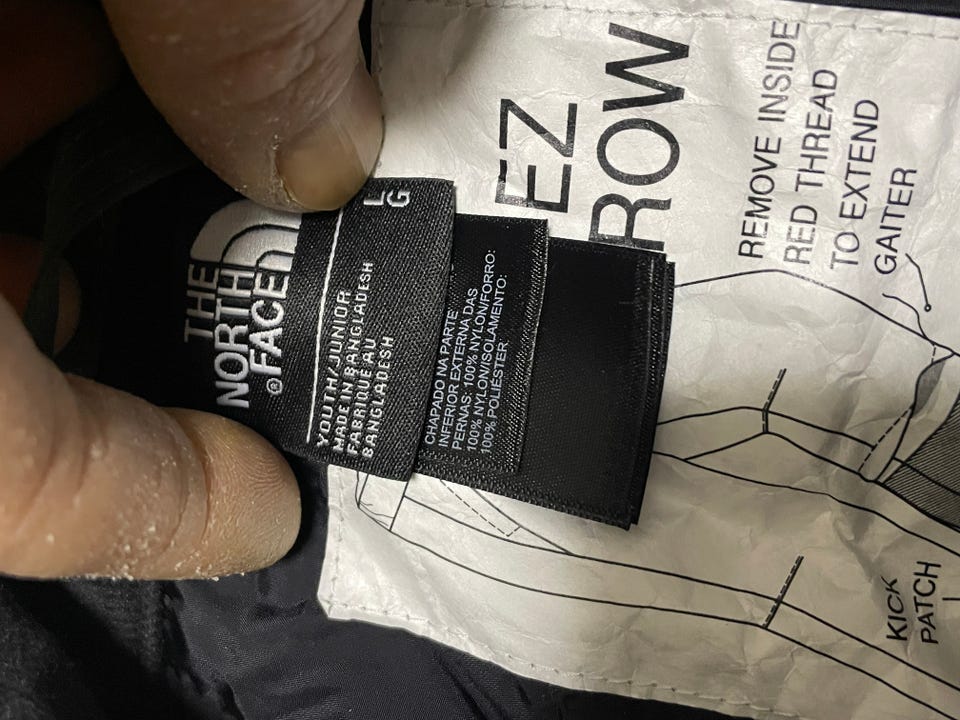 THE
NORTH
FACE®
YOUTH/JUNIOR
LG
MADE IN BANGLADESH
FABRIQUE AU
BANGLADESH
CHAPADO NA PARTE
INFERIOR EXTERNA DAS
PERNAS: 100% NYLON/FORRO:
100% NYLON/ISOLAMENTO:
100% POLIÉSTER
EZ
ROW
REMOVE INSIDE
RED THREAD
TO EXTEND
GAITER
KICK
PATCH